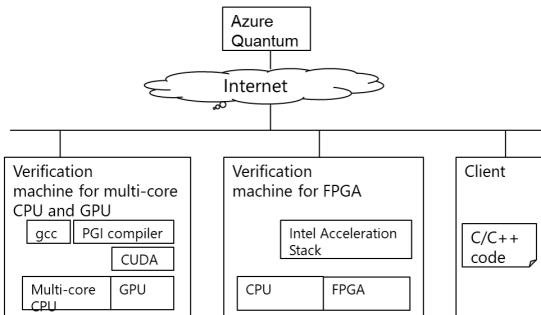 Azure
Quantum
Internet
Verification
machine for multi-core
CPU and GPU
gcc
PGI compiler
CUDA
Multi-core
CPU
GPU
Verification
machine for FPGA
Intel Acceleration
Stack
CPU
FPGA
Client
C/C++
code